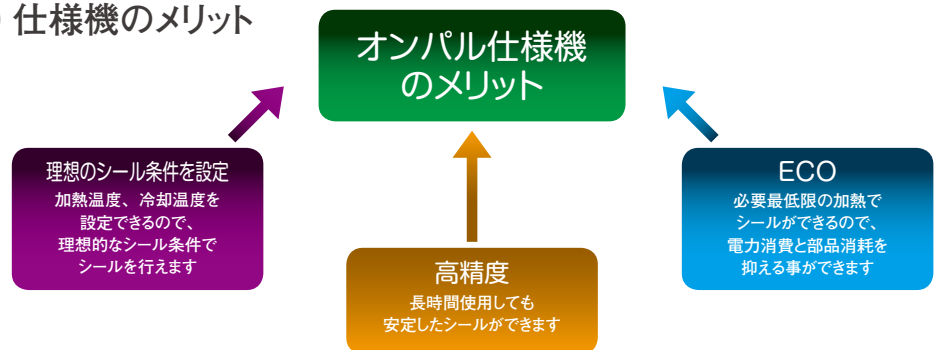 仕様機のメリット
オンパル仕様機
のメリット
理想のシール条件を設定
加熱温度、冷却温度を
設定できるので、
理想的なシール条件で
シールを行えます
高精度
長時間使用しても
安定したシールができます
ECO
必要最低限の加熱で
シールができるので、
電力消費と部品消耗を
抑える事ができます